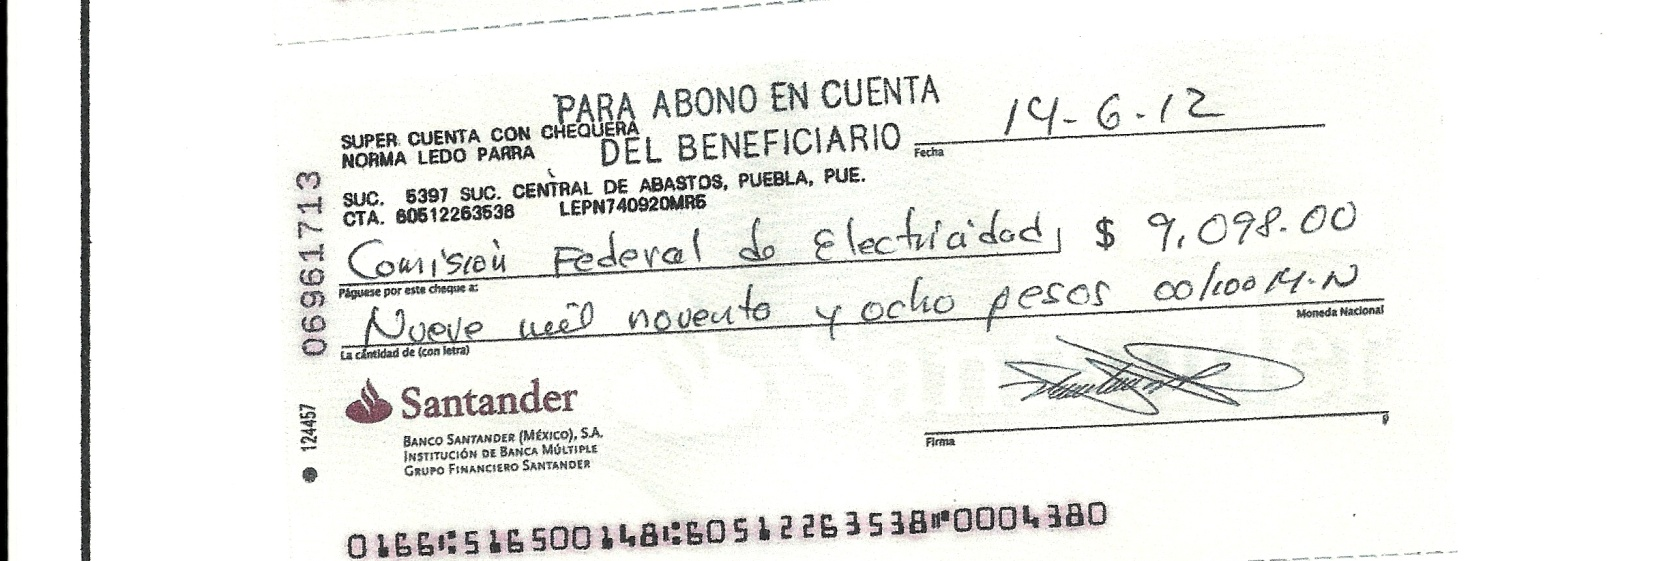 PARA ABONO EN CUENTA
DEL BENEFICIARIO
14-6-12
Fecha
SUPER CUENTA CON CHEQUERA
NORMA LEDO PARRA
SUC. 5397 SUC. CENTRAL DE ABASTOS, PUEBLA, PUE.
CTA. 60512263538 LEPN740920MR6
Comisión Federal de Electricidad, $ 9,098.00
Páguese por este cheque a:
Nueve mil novento y ocho pesos 00/100 M.N
La cantidad de (con letra)
Moneda Nacional
06961713
124457
Santander
BANCO SANTANDER (MÉXICO), S.A.
INSTITUCIÓN DE BANCA MÚLTIPLE
GRUPO FINANCIERO SANTANDER
Firma
0166⑆516500148⑆60512263538⑈0004380